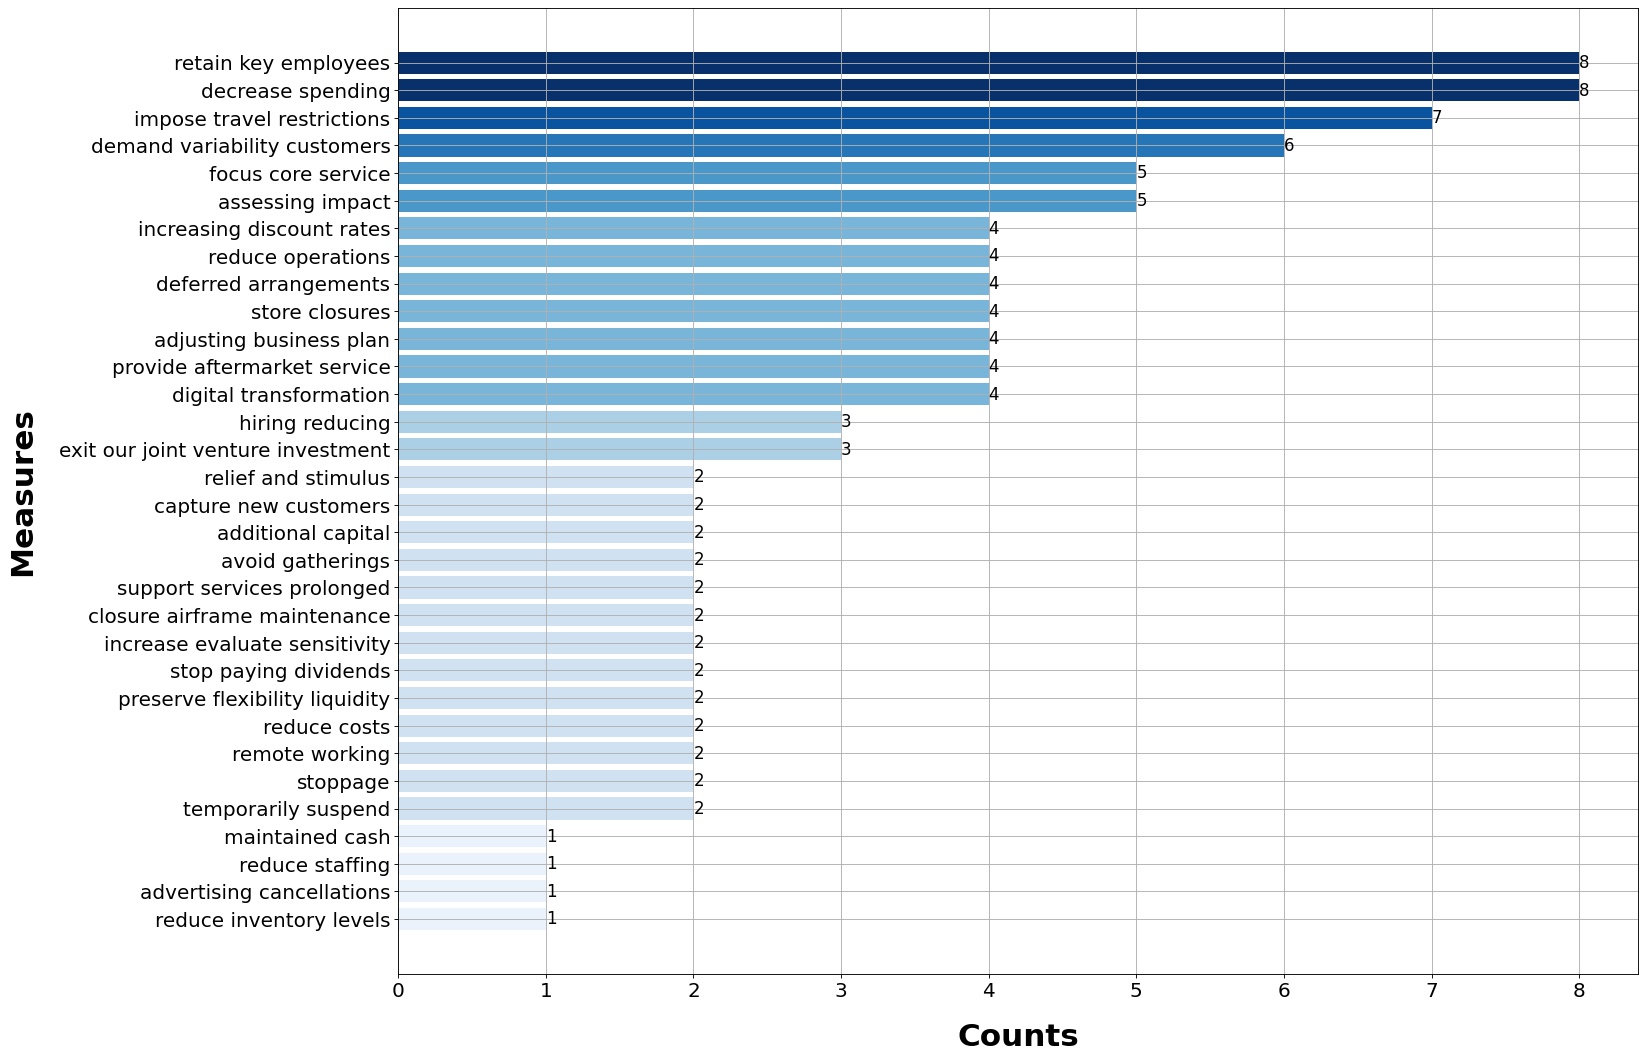 retain key employees 8
decrease spending 8
impose travel restrictions 7
demand variability customers 6
focus core service 5
assessing impact 5
increasing discount rates 4
reduce operations 4
deferred arrangements 4
store closures 4
adjusting business plan 4
provide aftermarket service 4
digital transformation 4
hiring reducing 3
exit our joint venture investment 3
relief and stimulus 2
capture new customers 2
additional capital 2
avoid gatherings 2
support services prolonged 2
closure airframe maintenance 2
increase evaluate sensitivity 2
stop paying dividends 2
preserve flexibility liquidity 2
reduce costs 2
remote working 2
stoppage 2
temporarily suspend 2
maintained cash 1
reduce staffing 1
advertising cancellations 1
reduce inventory levels 1
Measures
0 1 2 3 4 5 6 7 8
Counts